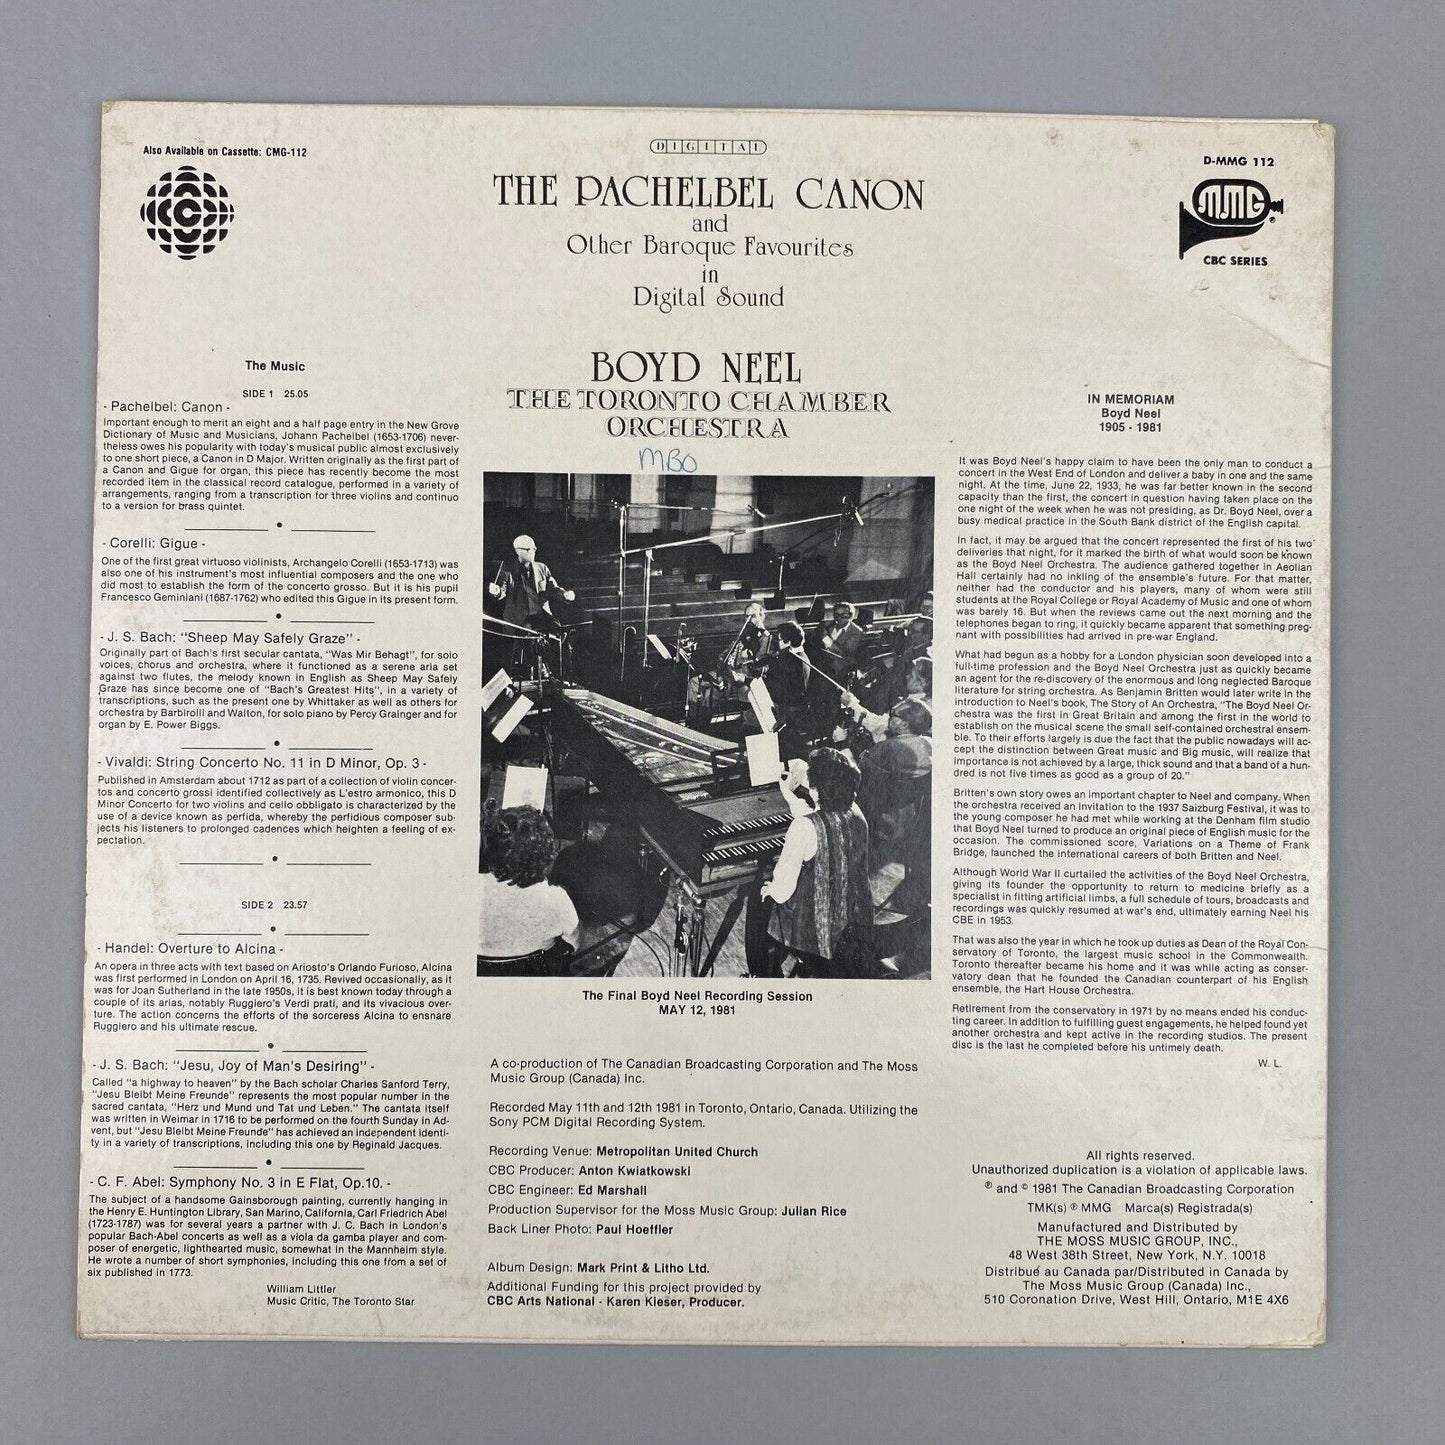 Also Available on Cassette: CMG-112
DIGITAL
D-MMG 112
MMG
®
CBC SERIES
THE PACHELBEL CANON
and
Other Baroque Favourites
in
Digital Sound
BOYD NEEL
THE TORONTO CHAMBER
ORCHESTRA
MBO
The Music
SIDE 1 25.05
- Pachelbel: Canon -
Important enough to merit an eight and a half page entry in the New Grove
Dictionary of Music and Musicians, Johann Pachelbel (1653-1706) never-
theless owes his popularity with today's musical public almost exclusively
to one short piece, a Canon in D Major. Written originally as the first part of
a Canon and Gigue for organ, this piece has recently become the most
recorded item in the classical record catalogue, performed in a variety of
arrangements, ranging from a transcription for three violins and continuo
to a version for brass quintet.
- Corelli: Gigue -
One of the first great virtuoso violinists, Archangelo Corelli (1653-1713) was
also one of his instrument's most influential composers and the one who
did most to establish the form of the concerto grosso. But it is his pupil
Francesco Geminiani (1687-1762) who edited this Gigue in its present form.
- J. S. Bach: "Sheep May Safely Graze" -
Originally part of Bach's first secular cantata, "Was Mir Behagt", for solo
voices, chorus and orchestra, where it functioned as a serene aria set
against two flutes, the melody known in English as Sheep May Safely
Graze has since become one of "Bach's Greatest Hits", in a variety of
transcriptions, such as the present one by Whittaker as well as others for
orchestra by Barbirolli and Walton, for solo piano by Percy Grainger and for
organ by E. Power Biggs.
- Vivaldi: String Concerto No. 11 in D Minor, Op. 3 -
Published in Amsterdam about 1712 as part of a collection of violin concer-
tos and concerto grossi identified collectively as L'estro armonico, this D
Minor Concerto for two violins and cello obbligato is characterized by the
use of a device known as perfida, whereby the perfidious composer sub-
jects his listeners to prolonged cadences which heighten a feeling of ex-
pectation.
SIDE 2 23.57
- Handel: Overture to Alcina -
An opera in three acts with text based on Ariosto's Orlando Furioso, Alcina
was first performed in London on April 16, 1735. Revived occasionally, as it
was for Joan Sutherland in the late 1950s, it is best known today through a
couple of its arias, notably Ruggiero's Verdi prati, and its vivacious over-
ture. The action concerns the efforts of the sorceress Alcina to ensnare
Ruggiero and his ultimate rescue.
- J. S. Bach: "Jesu, Joy of Man's Desiring" -
Called "a highway to heaven" by the Bach scholar Charles Sanford Terry,
"Jesu Bleibt Meine Freunde" represents the most popular number in the
sacred cantata, "Herz und Mund und Tat und Leben." The cantata itself
was written in Weimar in 1716 to be performed on the fourth Sunday in Ad-
vent, but "Jesu Bleibt Meine Freunde" has achieved an independent identi-
ty in a variety of transcriptions, including this one by Reginald Jacques.
- C. F. Abel: Symphony No. 3 in E Flat, Op.10. -
The subject of a handsome Gainsborough painting, currently hanging in
the Henry E. Huntington Library, San Marino, California, Carl Friedrich Abel
(1723-1787) was for several years a partner with J. C. Bach in London's
popular Bach-Abel concerts as well as a viola da gamba player and com-
poser of energetic, lighthearted music, somewhat in the Mannheim style.
He wrote a number of short symphonies, including this one from a set of
six published in 1773.
William Littler
Music Critic, The Toronto Star
The Final Boyd Neel Recording Session
MAY 12, 1981
A co-production of The Canadian Broadcasting Corporation and The Moss
Music Group (Canada) Inc.
Recorded May 11th and 12th 1981 in Toronto, Ontario, Canada. Utilizing the
Sony PCM Digital Recording System.
Recording Venue: Metropolitan United Church
CBC Producer: Anton Kwiatkowski
CBC Engineer: Ed Marshall
Production Supervisor for the Moss Music Group: Julian Rice
Back Liner Photo: Paul Hoeffler
Album Design: Mark Print & Litho Ltd.
Additional Funding for this project provided by
CBC Arts National - Karen Kieser, Producer.
IN MEMORIAM
Boyd Neel
1905 - 1981
It was Boyd Neel's happy claim to have been the only man to conduct a
concert in the West End of London and deliver a baby in one and the same
night. At the time, June 22, 1933, he was far better known in the second
capacity than the first, the concert in question having taken place on the
one night of the week when he was not presiding, as Dr. Boyd Neel, over a
busy medical practice in the South Bank district of the English capital.
In fact, it may be argued that the concert represented the first of his two
deliveries that night, for it marked the birth of what would soon be known
as the Boyd Neel Orchestra. The audience gathered together in Aeolian
Hall certainly had no inkling of the ensemble's future. For that matter,
neither had the conductor and his players, many of whom were still
students at the Royal College or Royal Academy of Music and one of whom
was barely 16. But when the reviews came out the next morning and the
telephones began to ring, it quickly became apparent that something preg-
nant with possibilities had arrived in pre-war England.
What had begun as a hobby for a London physician soon developed into a
full-time profession and the Boyd Neel Orchestra just as quickly became
an agent for the re-discovery of the enormous and long neglected Baroque
literature for string orchestra. As Benjamin Britten would later write in the
introduction to Neel's book, The Story of An Orchestra, "The Boyd Neel Or-
chestra was the first in Great Britain and among the first in the world to
establish on the musical scene the small self-contained orchestral ensem-
ble. To their efforts largely is due the fact that the public nowadays will ac-
cept the distinction between Great music and Big music, will realize that
importance is not achieved by a large, thick sound and that a band of a hun-
dred is not five times as good as a group of 20."
Britten's own story owes an important chapter to Neel and company. When
the orchestra received an invitation to the 1937 Salzburg Festival, it was to
the young composer he had met while working at the Denham film studio
that Boyd Neel turned to produce an original piece of English music for the
occasion. The commissioned score, Variations on a Theme of Frank
Bridge, launched the international careers of both Britten and Neel.
Although World War II curtailed the activities of the Boyd Neel Orchestra,
giving its founder the opportunity to return to medicine briefly as a
specialist in fitting artificial limbs, a full schedule of tours, broadcasts and
recordings was quickly resumed at war's end, ultimately earning Neel his
CBE in 1953.
That was also the year in which he took up duties as Dean of the Royal Con-
servatory of Toronto, the largest music school in the Commonwealth.
Toronto thereafter became his home and it was while acting as conser-
vatory dean that he founded the Canadian counterpart of his English
ensemble, the Hart House Orchestra.
Retirement from the conservatory in 1971 by no means ended his conduc-
ting career. In addition to fulfilling guest engagements, he helped found yet
another orchestra and kept active in the recording studios. The present
disc is the last he completed before his untimely death.
W. L.
All rights reserved.
Unauthorized duplication is a violation of applicable laws.
℗ and © 1981 The Canadian Broadcasting Corporation
TMK(s) ® MMG Marca(s) Registrada(s)
Manufactured and Distributed by
THE MOSS MUSIC GROUP, INC.,
48 West 38th Street, New York, N.Y. 10018
Distribué au Canada par/Distributed in Canada by
The Moss Music Group (Canada) Inc.,
510 Coronation Drive, West Hill, Ontario, M1E 4X6